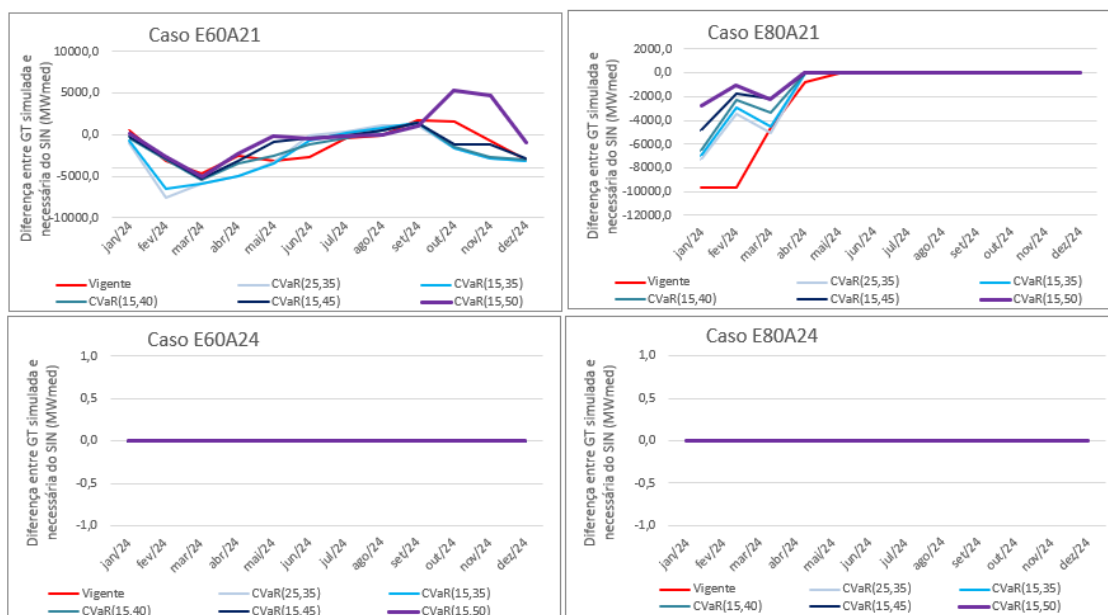 Caso E60A21
Diferença entre GT simulada e
necessária do SIN (MWmed)
10000,0
5000,0
0,0
-5000,0
-10000,0
jan/24
fev/24
mar/24
abr/24
mai/24
jun/24
jul/24
ago/24
set/24
out/24
nov/24
dez/24
Vigente
CVaR(25,35)
CVaR(15,35)
CVaR(15,40)
CVaR(15,45)
CVaR(15,50)
Caso E80A21
Diferença entre GT simulada e
necessária do SIN (MWmed)
2000,0
0,0
-2000,0
-4000,0
-6000,0
-8000,0
-10000,0
-12000,0
jan/24
fev/24
mar/24
abr/24
mai/24
jun/24
jul/24
ago/24
set/24
out/24
nov/24
dez/24
Vigente
CVaR(25,35)
CVaR(15,35)
CVaR(15,40)
CVaR(15,45)
CVaR(15,50)
Caso E60A24
Diferença entre GT simulada e
necessária do SIN (MWmed)
1,0
0,5
0,0
-0,5
-1,0
jan/24
fev/24
mar/24
abr/24
mai/24
jun/24
jul/24
ago/24
set/24
out/24
nov/24
dez/24
Vigente
CVaR(25,35)
CVaR(15,35)
CVaR(15,40)
CVaR(15,45)
CVaR(15,50)
Caso E80A24
Diferença entre GT simulada e
necessária do SIN (MWmed)
1,0
0,5
0,0
-0,5
-1,0
jan/24
fev/24
mar/24
abr/24
mai/24
jun/24
jul/24
ago/24
set/24
out/24
nov/24
dez/24
Vigente
CVaR(25,35)
CVaR(15,35)
CVaR(15,40)
CVaR(15,45)
CVaR(15,50)